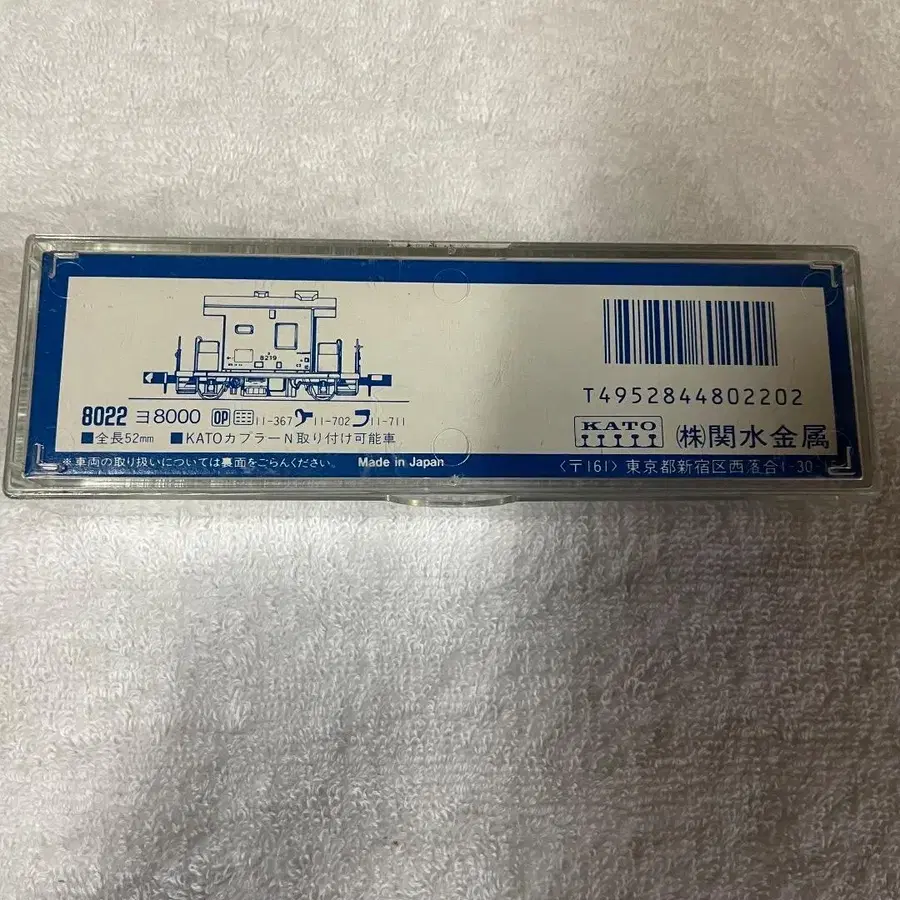 8219
8022 ヨ8000 OP 11-367 11-702 11-711
■全長52mm ■KATOカプラーN取り付け可能車
※車両の取り扱いについては裏面をごらんください。 Made in Japan
T4952844802202
KATO (株)関水金属
〈〒161〉東京都新宿区西落合1-30-